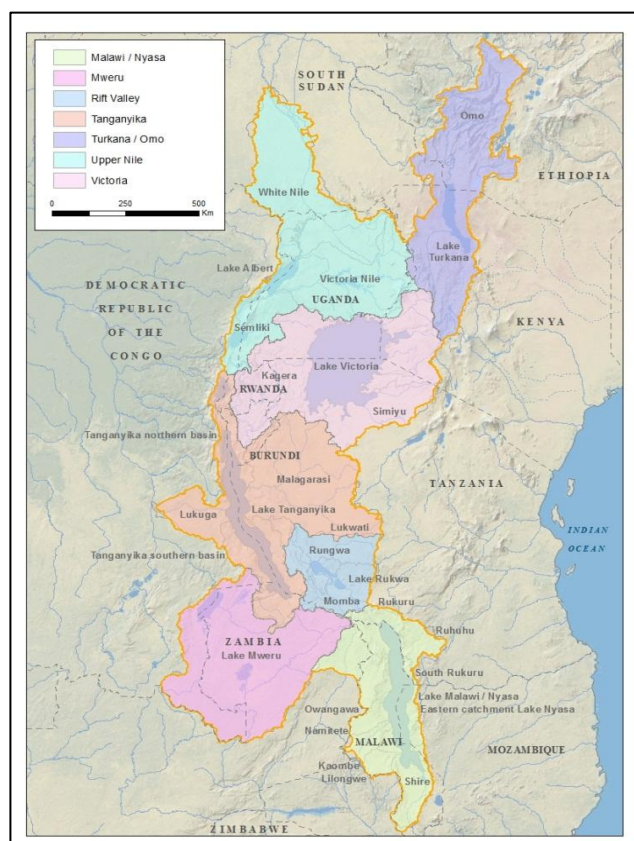 Malawi / Nyasa
Mweru
Rift Valley
Tanganyika
Turkana / Omo
Upper Nile
Victoria
0 250 500
Km
SOUTH
SUDAN
Omo
ETHIOPIA
White Nile
Lake
Turkana
Lake Albert
Victoria Nile
UGANDA
DEMOCRATIC
REPUBLIC
OF THE
CONGO
KENYA
Semliki
Lake Victoria
Kagera
RWANDA
Simiyu
Tanganyika northern basin
BURUNDI
Malagarasi
TANZANIA
Lake Tanganyika
Lukuga
Lukwati
INDIAN
OCEAN
Tanganyika southern basin
Rungwa
Lake Rukwa
Momba
Rukuru
Ruhuhu
ZAMBIA
Lake Mweru
South Rukuru
Lake Malawi / Nyasa
Eastern catchment Lake Nyasa
Owangawa
Namikete
MALAWI
MOZAMBIQUE
Kaombe
Lilongwe
Shire
ZIMBABWE